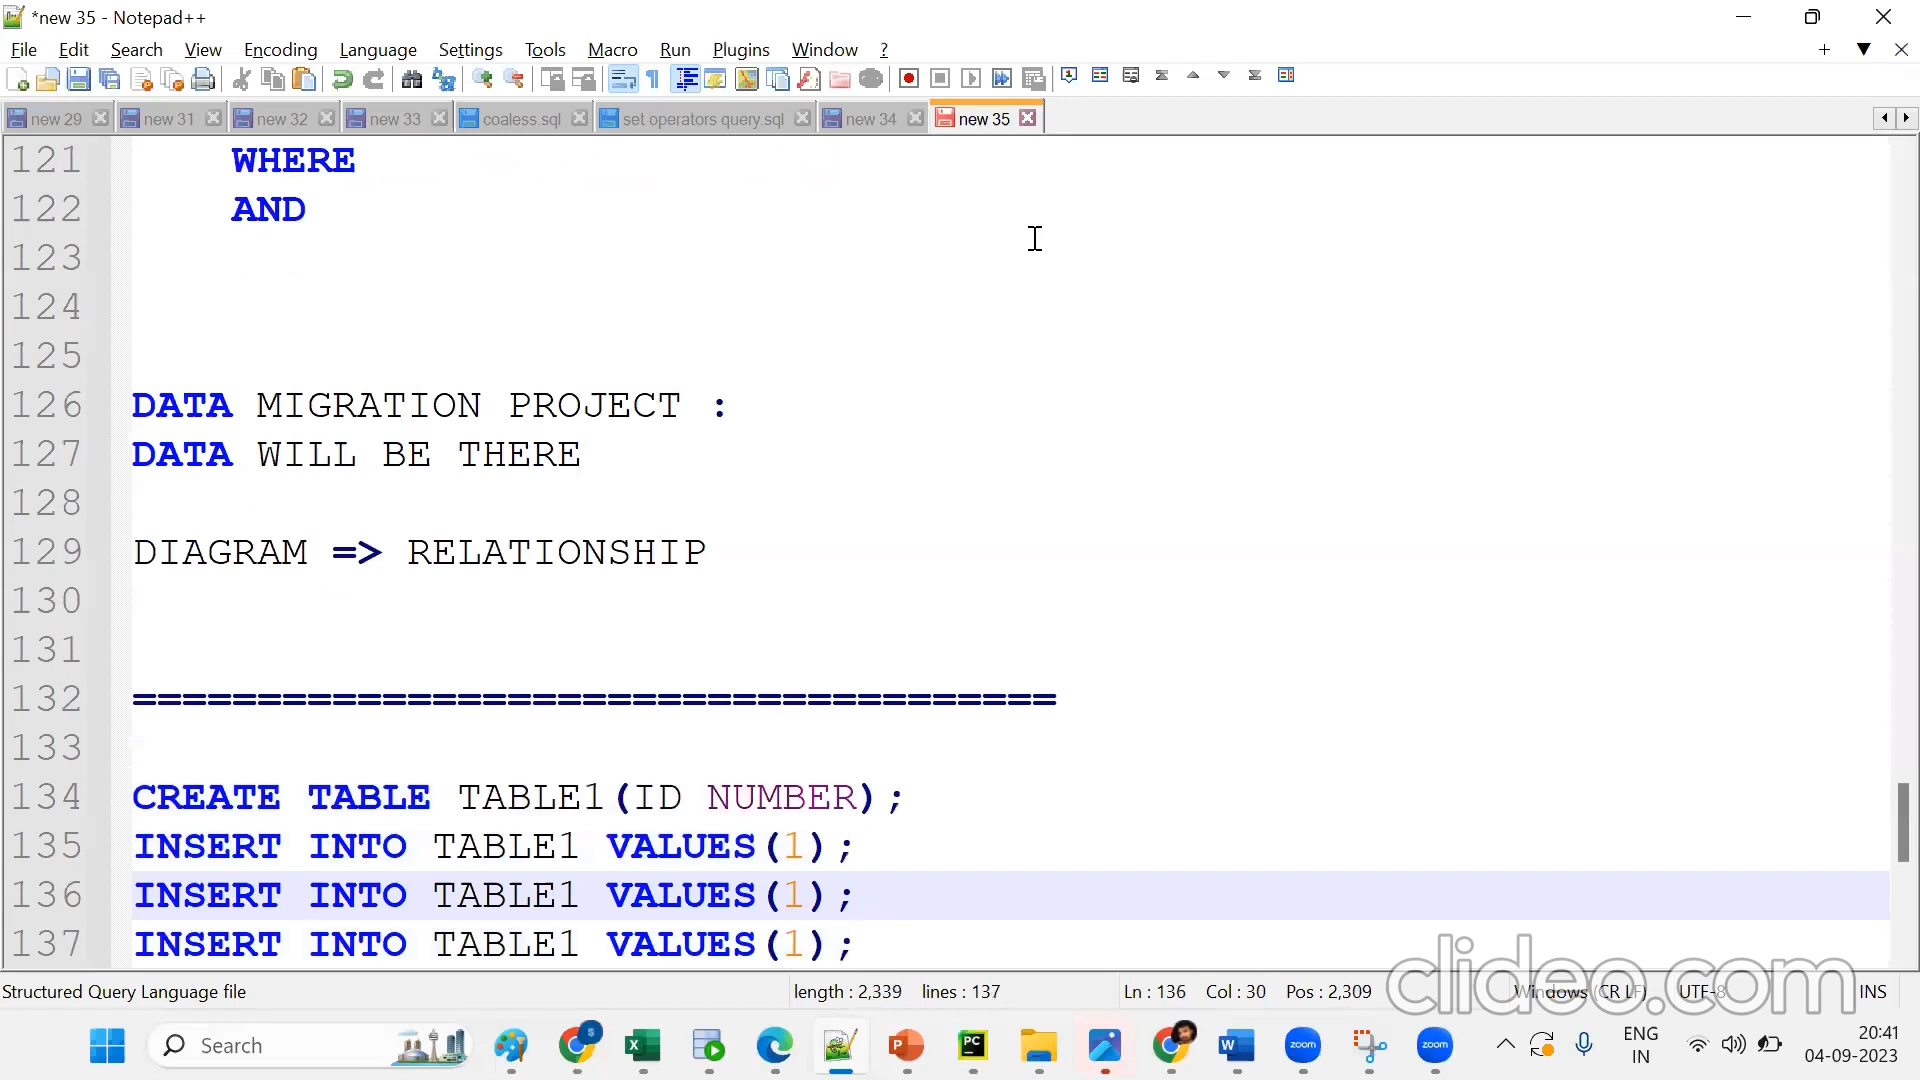 *new 35 - Notepad++
File Edit Search View Encoding Language Settings Tools Macro Run Plugins Window ?
new 29 new 31 new 32 new 33 coaless.sql set operators query.sql new 34 new 35
121 WHERE
122 AND
123
124
125
126 DATA MIGRATION PROJECT :
127 DATA WILL BE THERE
128
129 DIAGRAM => RELATIONSHIP
130
131
132 =====================================
133
134 CREATE TABLE TABLE1(ID NUMBER);
135 INSERT INTO TABLE1 VALUES(1);
136 INSERT INTO TABLE1 VALUES(1);
137 INSERT INTO TABLE1 VALUES(1);
clideo.com
Structured Query Language file length : 2,339 lines : 137 Ln : 136 Col : 30 Pos : 2,309 Windows (CR LF) UTF-8 INS
Search
S
X
PC
P
W
zoom
zoom
ENG
IN
20:41
04-09-2023